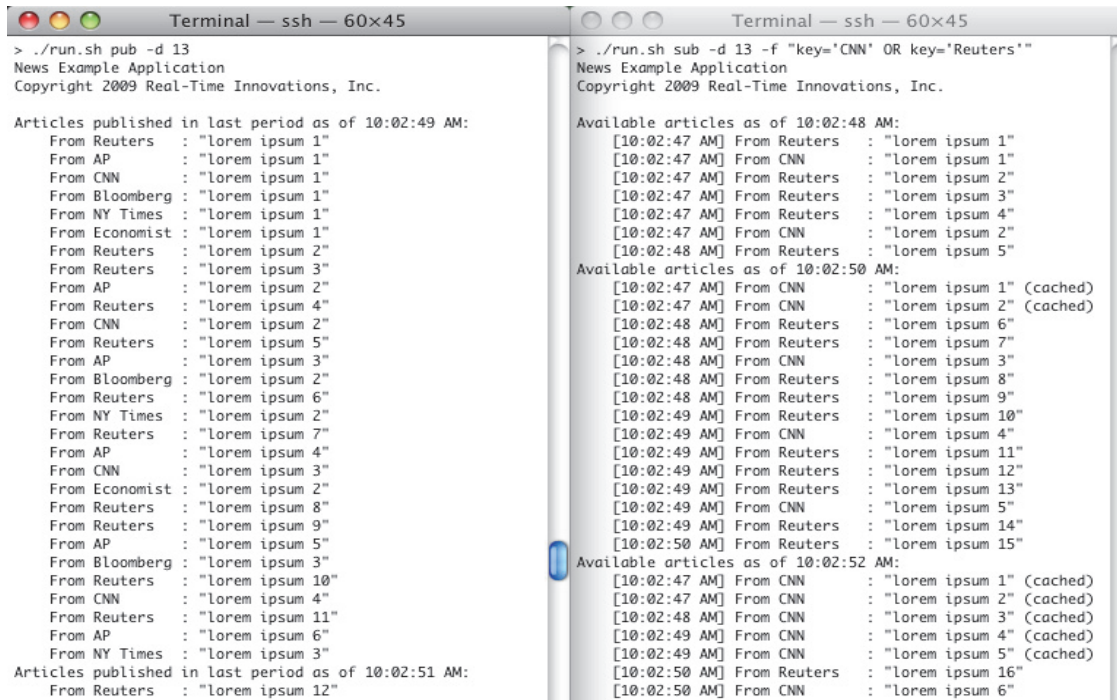 Terminal — ssh — 60×45
> ./run.sh pub -d 13
News Example Application
Copyright 2009 Real-Time Innovations, Inc.
Articles published in last period as of 10:02:49 AM:
From Reuters : "lorem ipsum 1"
From AP : "lorem ipsum 1"
From CNN : "lorem ipsum 1"
From Bloomberg : "lorem ipsum 1"
From NY Times : "lorem ipsum 1"
From Economist : "lorem ipsum 1"
From Reuters : "lorem ipsum 2"
From Reuters : "lorem ipsum 3"
From AP : "lorem ipsum 2"
From Reuters : "lorem ipsum 4"
From CNN : "lorem ipsum 2"
From Reuters : "lorem ipsum 5"
From AP : "lorem ipsum 3"
From Bloomberg : "lorem ipsum 2"
From Reuters : "lorem ipsum 6"
From NY Times : "lorem ipsum 2"
From Reuters : "lorem ipsum 7"
From AP : "lorem ipsum 4"
From CNN : "lorem ipsum 3"
From Economist : "lorem ipsum 2"
From Reuters : "lorem ipsum 8"
From Reuters : "lorem ipsum 9"
From AP : "lorem ipsum 5"
From Bloomberg : "lorem ipsum 3"
From Reuters : "lorem ipsum 10"
From CNN : "lorem ipsum 4"
From Reuters : "lorem ipsum 11"
From AP : "lorem ipsum 6"
From NY Times : "lorem ipsum 3"
Articles published in last period as of 10:02:51 AM:
From Reuters : "lorem ipsum 12"
Terminal — ssh — 60×45
> ./run.sh sub -d 13 -f "key='CNN' OR key='Reuters'"
News Example Application
Copyright 2009 Real-Time Innovations, Inc.
Available articles as of 10:02:48 AM:
[10:02:47 AM] From Reuters : "lorem ipsum 1"
[10:02:47 AM] From CNN : "lorem ipsum 1"
[10:02:47 AM] From Reuters : "lorem ipsum 2"
[10:02:47 AM] From Reuters : "lorem ipsum 3"
[10:02:47 AM] From Reuters : "lorem ipsum 4"
[10:02:47 AM] From CNN : "lorem ipsum 2"
[10:02:48 AM] From Reuters : "lorem ipsum 5"
Available articles as of 10:02:50 AM:
[10:02:47 AM] From CNN : "lorem ipsum 1" (cached)
[10:02:47 AM] From CNN : "lorem ipsum 2" (cached)
[10:02:48 AM] From Reuters : "lorem ipsum 6"
[10:02:48 AM] From Reuters : "lorem ipsum 7"
[10:02:48 AM] From CNN : "lorem ipsum 3"
[10:02:48 AM] From Reuters : "lorem ipsum 8"
[10:02:48 AM] From Reuters : "lorem ipsum 9"
[10:02:49 AM] From Reuters : "lorem ipsum 10"
[10:02:49 AM] From CNN : "lorem ipsum 4"
[10:02:49 AM] From Reuters : "lorem ipsum 11"
[10:02:49 AM] From Reuters : "lorem ipsum 12"
[10:02:49 AM] From Reuters : "lorem ipsum 13"
[10:02:49 AM] From CNN : "lorem ipsum 5"
[10:02:49 AM] From Reuters : "lorem ipsum 14"
[10:02:50 AM] From Reuters : "lorem ipsum 15"
Available articles as of 10:02:52 AM:
[10:02:47 AM] From CNN : "lorem ipsum 1" (cached)
[10:02:47 AM] From CNN : "lorem ipsum 2" (cached)
[10:02:48 AM] From CNN : "lorem ipsum 3" (cached)
[10:02:49 AM] From CNN : "lorem ipsum 4" (cached)
[10:02:49 AM] From CNN : "lorem ipsum 5" (cached)
[10:02:50 AM] From Reuters : "lorem ipsum 16"
[10:02:50 AM] From CNN : "lorem ipsum 6"